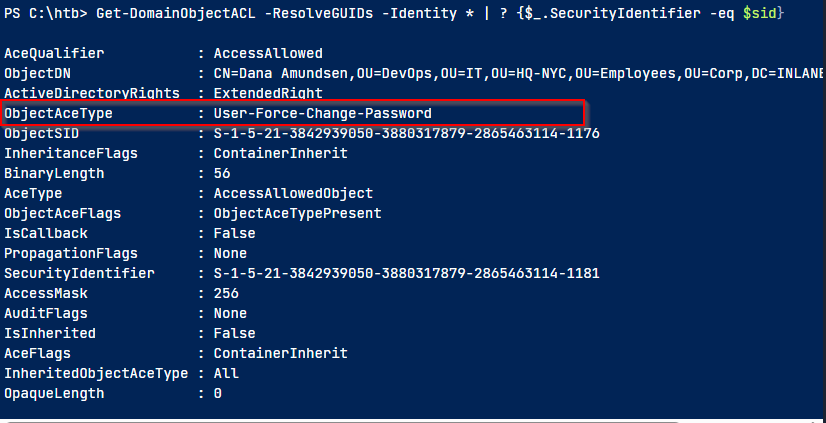 PS C:\htb> Get-DomainObjectACL -ResolveGUIDs -Identity * | ? {$_.SecurityIdentifier -eq $sid}
AceQualifier : AccessAllowed
ObjectDN : CN=Dana Amundsen,OU=DevOps,OU=IT,OU=HQ-NYC,OU=Employees,OU=Corp,DC=INLANE
ActiveDirectoryRights : ExtendedRight
ObjectAceType : User-Force-Change-Password
ObjectSID : S-1-5-21-3842939050-3880317879-2865463114-1176
InheritanceFlags : ContainerInherit
BinaryLength : 56
AceType : AccessAllowedObject
ObjectAceFlags : ObjectAceTypePresent
IsCallback : False
PropagationFlags : None
SecurityIdentifier : S-1-5-21-3842939050-3880317879-2865463114-1181
AccessMask : 256
AuditFlags : None
IsInherited : False
AceFlags : ContainerInherit
InheritedObjectAceType : All
OpaqueLength : 0